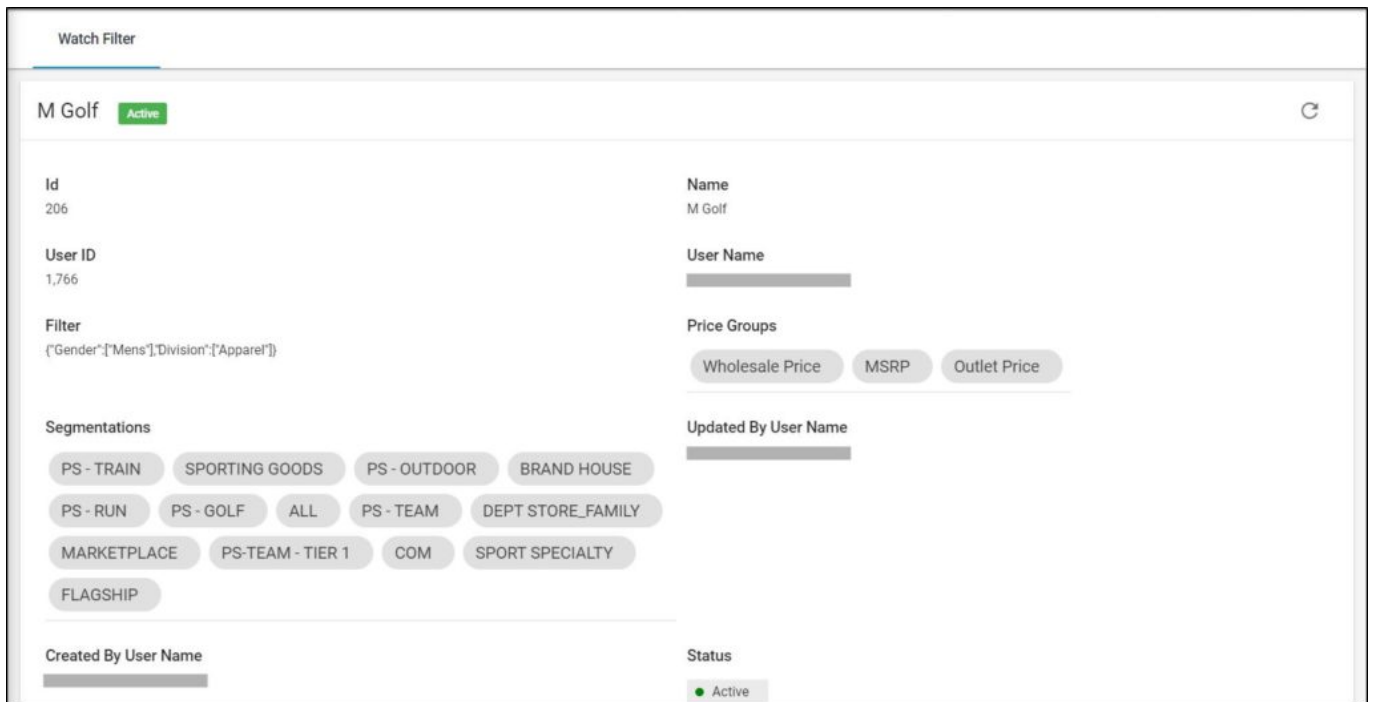 Watch Filter
M Golf Active
Id
206
Name
M Golf
User ID
1,766
User Name
Filter
{"Gender":["Mens"],"Division":["Apparel"]}
Price Groups
Wholesale Price MSRP Outlet Price
Segmentations
PS - TRAIN SPORTING GOODS PS - OUTDOOR BRAND HOUSE
PS - RUN PS - GOLF ALL PS - TEAM DEPT STORE_FAMILY
MARKETPLACE PS-TEAM - TIER 1 COM SPORT SPECIALTY
FLAGSHIP
Updated By User Name
Created By User Name
Status
Active